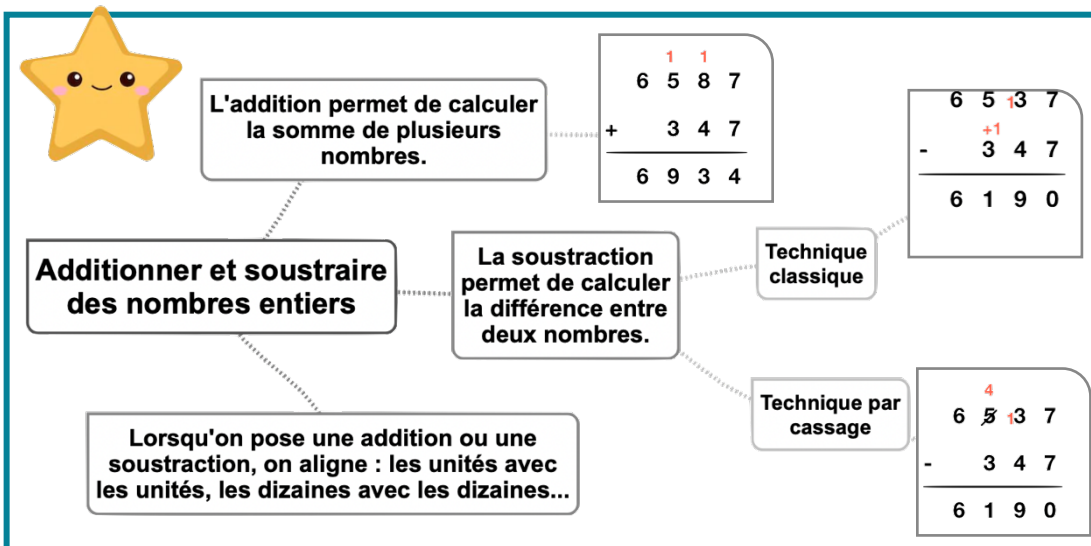 L'addition permet de calculer
la somme de plusieurs
nombres.
1 1
6 5 8 7
+ 3 4 7
6 9 3 4
Additionner et soustraire
des nombres entiers
La soustraction
permet de calculer
la différence entre
deux nombres.
Technique
classique
6 5 13 7
+1
- 3 4 7
6 1 9 0
Technique par
cassage
4
6 5 13 7
- 3 4 7
6 1 9 0
Lorsqu'on pose une addition ou une
soustraction, on aligne : les unités avec
les unités, les dizaines avec les dizaines...